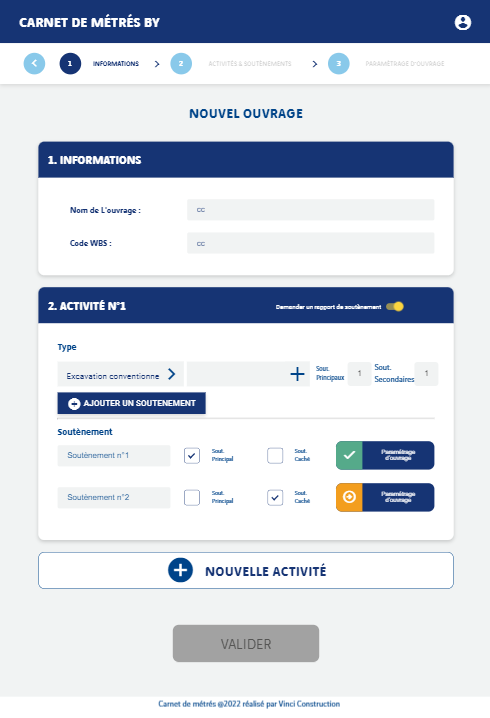 CARNET DE MÉTRÉS BY
1 INFORMATIONS 2 ACTIVITÉS & SOUTÈNEMENTS 3 PARAMÉTRAGE D'OUVRAGE
NOUVEL OUVRAGE
1. INFORMATIONS
Nom de L'ouvrage : cc
Code WBS : cc
2. ACTIVITÉ N°1 Demander un rapport de soutènement
Type
Excavation conventionne
Sout. Principaux 1
Sout. Secondaires 1
AJOUTER UN SOUTENEMENT
Soutènement
Soutènement n°1
Sout. Principal
Sout. Caché
Paramétrage d'ouvrage
Soutènement n°2
Sout. Principal
Sout. Caché
Paramétrage d'ouvrage
NOUVELLE ACTIVITÉ
VALIDER
Carnet de métrés @2022 réalisé par Vinci Construction